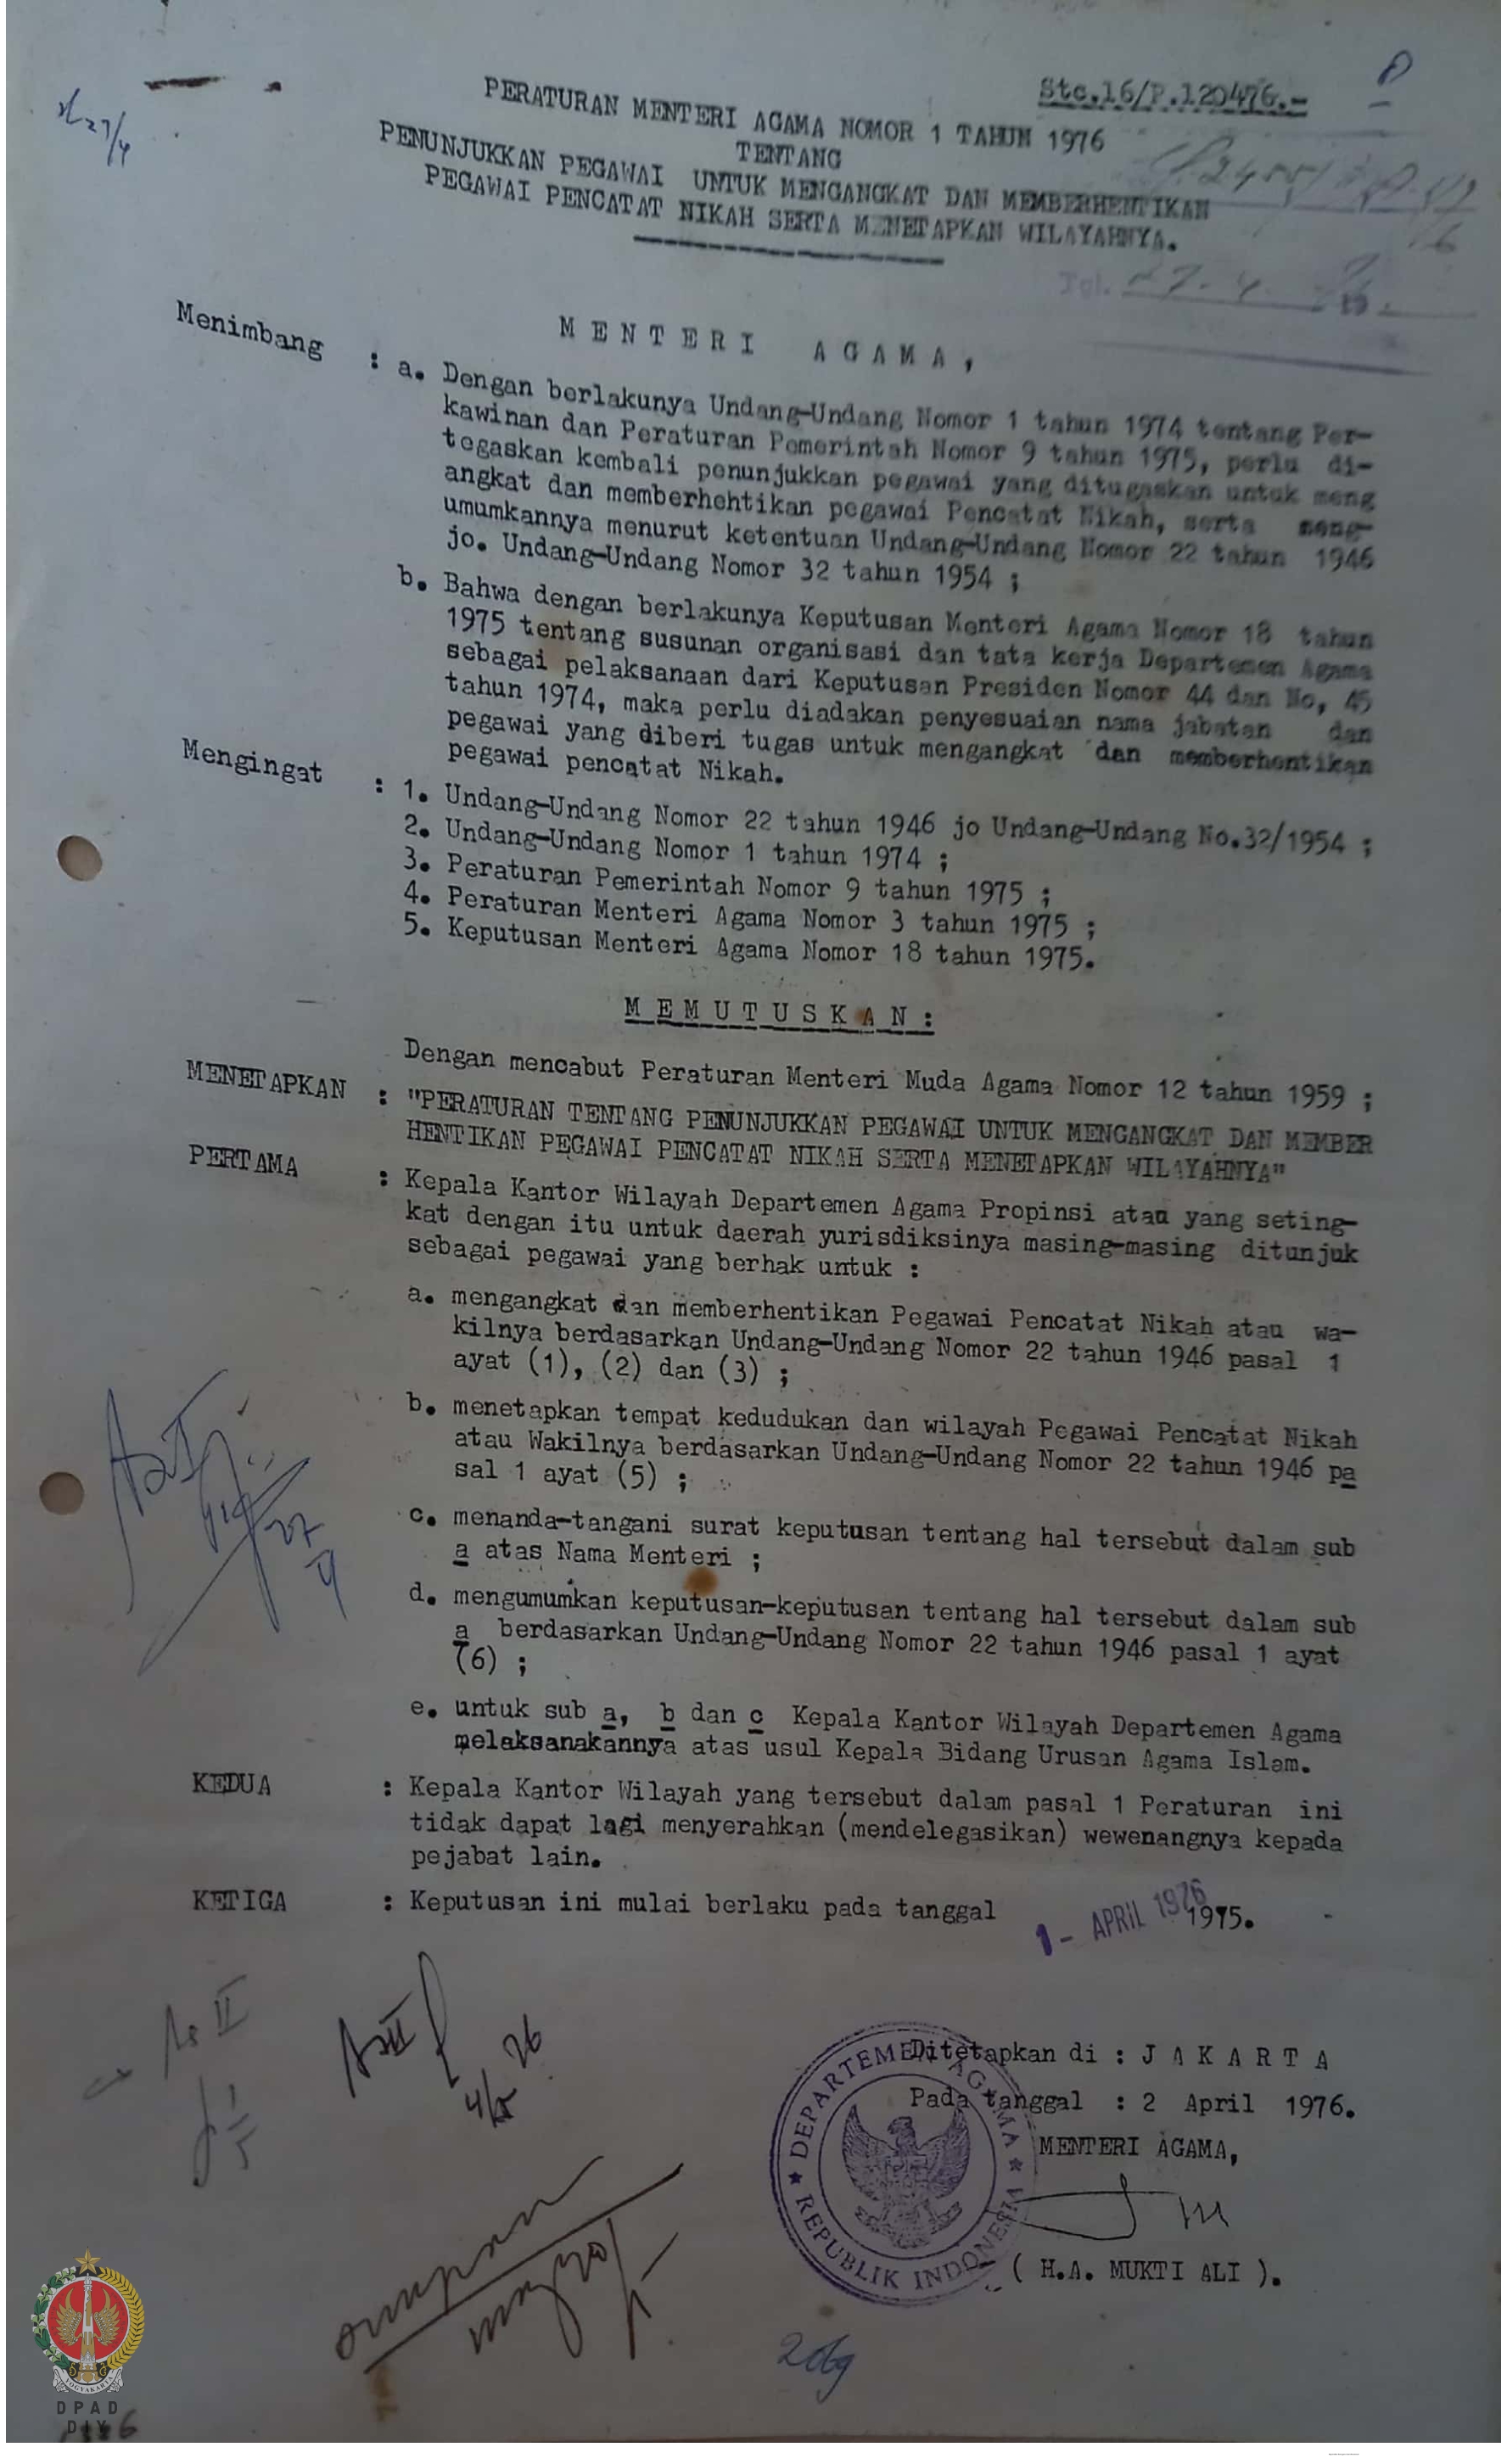 Stc.16/P.120476.-
PERATURAN MENTERI AGAMA NOMOR 1 TAHUN 1976
TENTANG
PENUNJUKKAN PEGAWAI UNTUK MENGANGKAT DAN MEMBERHENTIKAN
PEGAWAI PENCATAT NIKAH SERTA MENETAPKAN WILAYAHNYA.
27/4
Tgl. 27-4-
M E N T E R I A G A M A ,
Menimbang : a. Dengan berlakunya Undang-Undang Nomor 1 tahun 1974 tentang Per-
kawinan dan Peraturan Pemerintah Nomor 9 tahun 1975, perlu di-
tegaskan kembali penunjukkan pegawai yang ditugaskan untuk meng
angkat dan memberhehtikan pegawai Pencatat Nikah, serta meng-
umumkannya menurut ketentuan Undang-Undang Nomor 22 tahun 1946
jo. Undang-Undang Nomor 32 tahun 1954 ;
b. Bahwa dengan berlakunya Keputusan Menteri Agama Nomor 18 tahun
1975 tentang susunan organisasi dan tata kerja Departemen Agama
sebagai pelaksanaan dari Keputusan Presiden Nomor 44 dan No, 45
tahun 1974, maka perlu diadakan penyesuaian nama jabatan dan
pegawai yang diberi tugas untuk mengangkat dan memberhentikan
pegawai pencatat Nikah.
Mengingat : 1. Undang-Undang Nomor 22 tahun 1946 jo Undang-Undang No.32/1954 ;
2. Undang-Undang Nomor 1 tahun 1974 ;
3. Peraturan Pemerintah Nomor 9 tahun 1975 ;
4. Peraturan Menteri Agama Nomor 3 tahun 1975 ;
5. Keputusan Menteri Agama Nomor 18 tahun 1975.
M E M U T U S K A N :
Dengan mencabut Peraturan Menteri Muda Agama Nomor 12 tahun 1959 ;
MENETAPKAN : "PERATURAN TENTANG PENUNJUKKAN PEGAWAI UNTUK MENGANGKAT DAN MEMBER
HENTIKAN PEGAWAI PENCATAT NIKAH SERTA MENETAPKAN WILAYAHNYA"
PERTAMA : Kepala Kantor Wilayah Departemen Agama Propinsi atau yang seting-
kat dengan itu untuk daerah yurisdiksinya masing-masing ditunjuk
sebagai pegawai yang berhak untuk :
a. mengangkat dan memberhentikan Pegawai Pencatat Nikah atau wa-
kilnya berdasarkan Undang-Undang Nomor 22 tahun 1946 pasal 1
ayat (1), (2) dan (3) ;
b. menetapkan tempat kedudukan dan wilayah Pegawai Pencatat Nikah
atau Wakilnya berdasarkan Undang-Undang Nomor 22 tahun 1946 pa
sal 1 ayat (5) ;
c. menanda-tangani surat keputusan tentang hal tersebut dalam sub
a atas Nama Menteri ;
d. mengumumkan keputusan-keputusan tentang hal tersebut dalam sub
a berdasarkan Undang-Undang Nomor 22 tahun 1946 pasal 1 ayat
(6) ;
e. untuk sub a, b dan c Kepala Kantor Wilayah Departemen Agama
melaksanakannya atas usul Kepala Bidang Urusan Agama Islam.
KEDUA : Kepala Kantor Wilayah yang tersebut dalam pasal 1 Peraturan ini
tidak dapat lagi menyerahkan (mendelegasikan) wewenangnya kepada
pejabat lain.
KETIGA : Keputusan ini mulai berlaku pada tanggal 1 - APRIL 1976 1975.
Ditetapkan di : J A K A R T A
Pada tanggal : 2 April 1976.
MENTERI AGAMA,
( H.A. MUKTI ALI ).
DEPARTEMEN AGAMA
REPUBLIK INDONESIA
YOGYAKARTA
DPAD
DIY